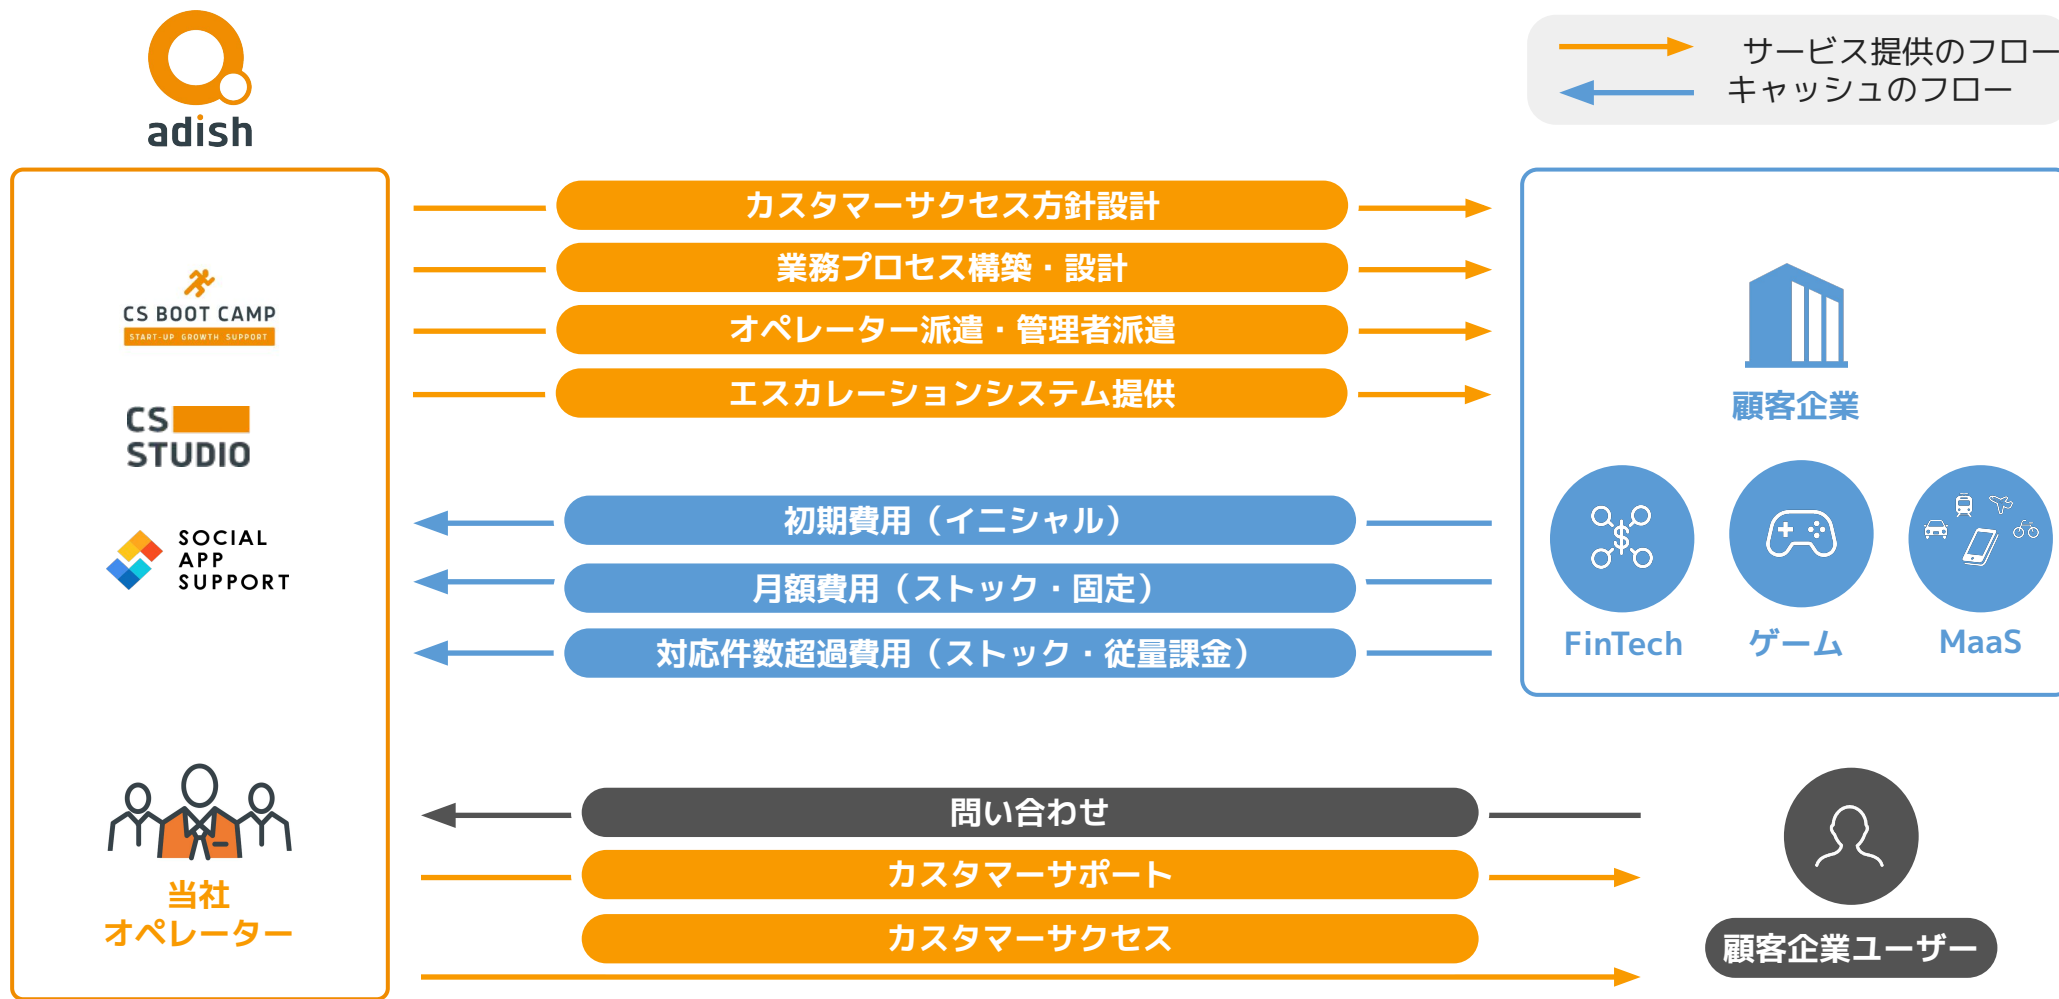 adish
サービス提供のフロー
キャッシュのフロー
カスタマーサクセス方針設計
業務プロセス構築・設計
オペレーター派遣・管理者派遣
エスカレーションシステム提供
CS BOOT CAMP
START-UP GROWTH SUPPORT
CS
STUDIO
SOCIAL
APP
SUPPORT
初期費用（イニシャル）
月額費用（ストック・固定）
対応件数超過費用（ストック・従量課金）
顧客企業
FinTech
ゲーム
MaaS
$
問い合わせ
カスタマーサポート
カスタマーサクセス
当社
オペレーター
顧客企業ユーザー